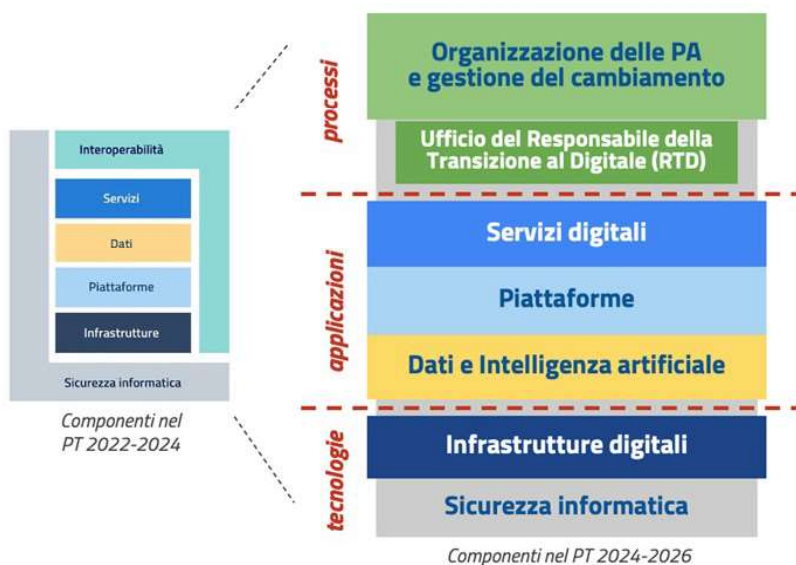 Interoperabilità
Servizi
Dati
Piattaforme
Infrastrutture
Sicurezza informatica
Componenti nel
PT 2022-2024
processi
Organizzazione delle PA
e gestione del cambiamento
Ufficio del Responsabile della
Transizione al Digitale (RTD)
applicazioni
Servizi digitali
Piattaforme
Dati e Intelligenza artificiale
tecnologie
Infrastrutture digitali
Sicurezza informatica
Componenti nel PT 2024-2026